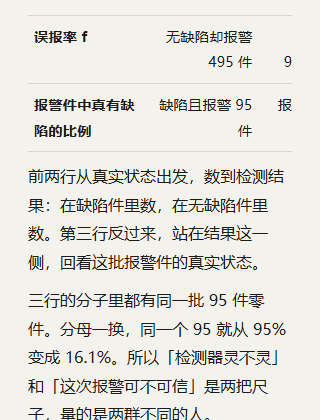 误报率 f 无缺陷却报警
495 件 9
报警件中真有缺 缺陷且报警 95 报
陷的比例 件
前两行从真实状态出发，数到检测结
果：在缺陷件里数，在无缺陷件里
数。第三行反过来，站在结果这一
侧，回看这批报警件的真实状态。
三行的分子里都有同一批 95 件零
件。分母一换，同一个 95 就从 95%
变成 16.1%。所以「检测器灵不灵」
和「这次报警可不可信」是两把尺
子，量的是两群不同的人。